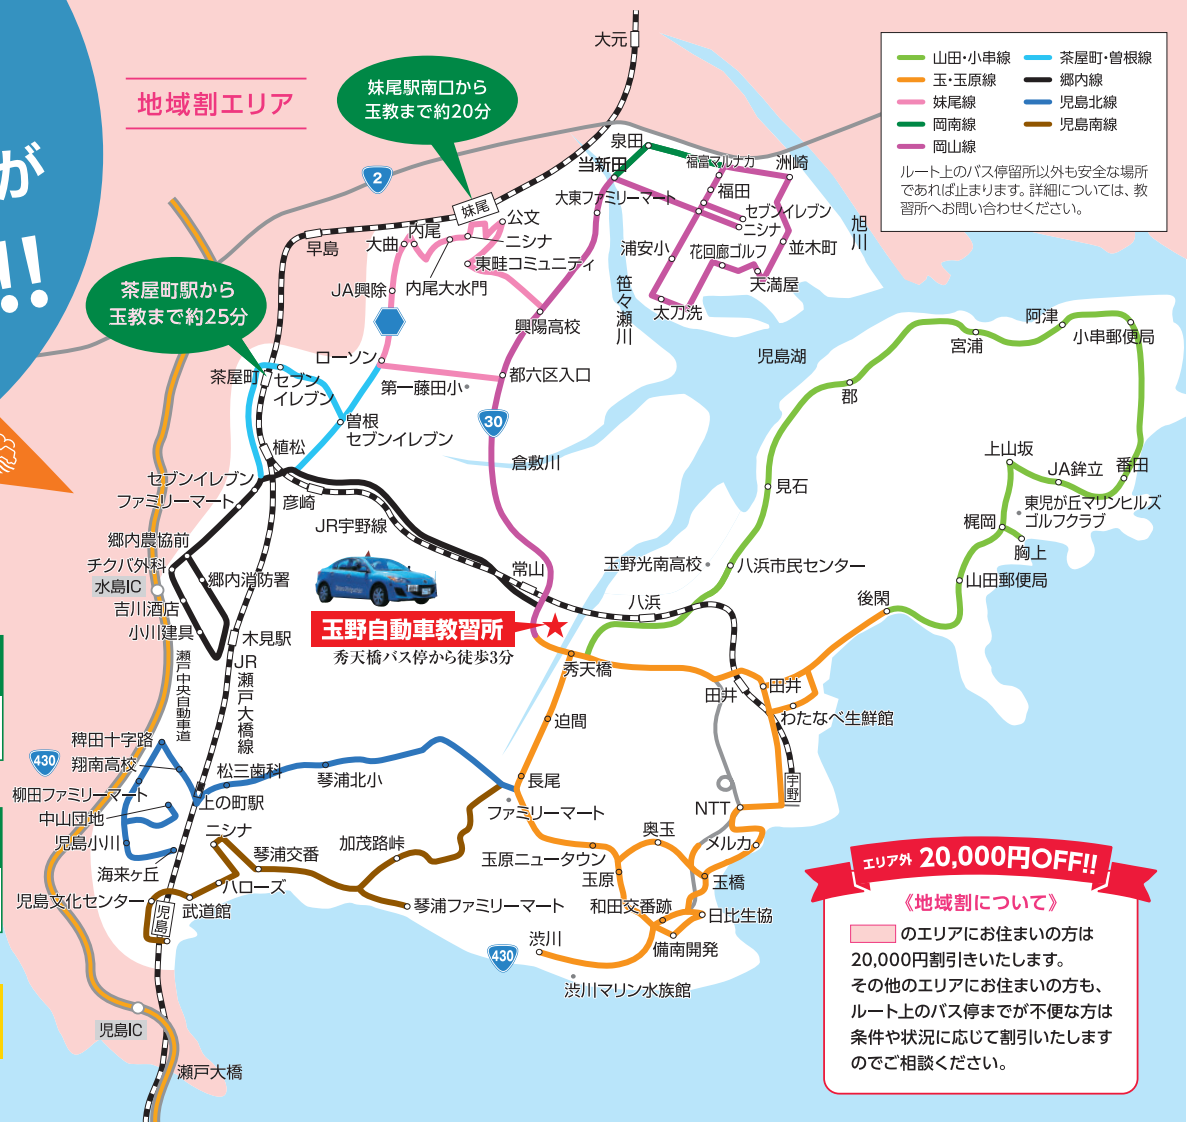 が
!!
地域割エリア
妹尾駅南口から
玉教まで約20分
茶屋町駅から
玉教まで約25分
山田・小串線
玉・玉原線
妹尾線
岡南線
岡山線
茶屋町・曽根線
郷内線
児島北線
児島南線
ルート上のバス停留所以外も安全な場所
であれば止まります。詳細については、教
習所へお問い合わせください。
大元
2
泉田
当新田
福富マルナカ
洲崎
大東ファミリーマート
福田
セブンイレブン
ニシナ
旭川
妹尾
公文
早島
大曲
内尾
ニシナ
東畦コミュニティ
浦安小
花回廊ゴルフ
並木町
天満屋
JA興除
内尾大水門
笹々瀬川
太刀洗
興陽高校
阿津
小串郵便局
宮浦
児島湖
ローソン
茶屋町
セブン
イレブン
第一藤田小
都六区入口
郡
30
曽根
セブンイレブン
植松
倉敷川
上山坂
JA鉾立
番田
セブンイレブン
ファミリーマート
彦崎
見石
東児が丘マリンヒルズ
ゴルフクラブ
JR宇野線
梶岡
胸上
郷内農協前
チクバ外科
水島IC
郷内消防署
常山
玉野光南高校
八浜市民センター
山田郵便局
吉川酒店
小川建具
八浜
後閑
玉野自動車教習所
秀天橋バス停から徒歩3分
木見駅
JR瀬戸大橋線
瀬戸中央自動車道
秀天橋
田井
田井
わたなべ生鮮館
迫間
稗田十字路
430
翔南高校
松三歯科
琴浦北小
長尾
宇野
柳田ファミリーマート
上の町駅
中山団地
ファミリーマート
NTT
児島小川
ニシナ
琴浦交番
加茂路峠
奥玉
メルカ
玉原ニュータウン
海来ヶ丘
ハローズ
玉原
玉橋
児島文化センター
武道館
琴浦ファミリーマート
和田交番跡
日比生協
児島
渋川
備南開発
430
渋川マリン水族館
児島IC
瀬戸大橋
エリア外 20,000円OFF!!
《地域割について》
のエリアにお住まいの方は
20,000円割引きいたします。
その他のエリアにお住まいの方も、
ルート上のバス停までが不便な方は
条件や状況に応じて割引いたします
のでご相談ください。